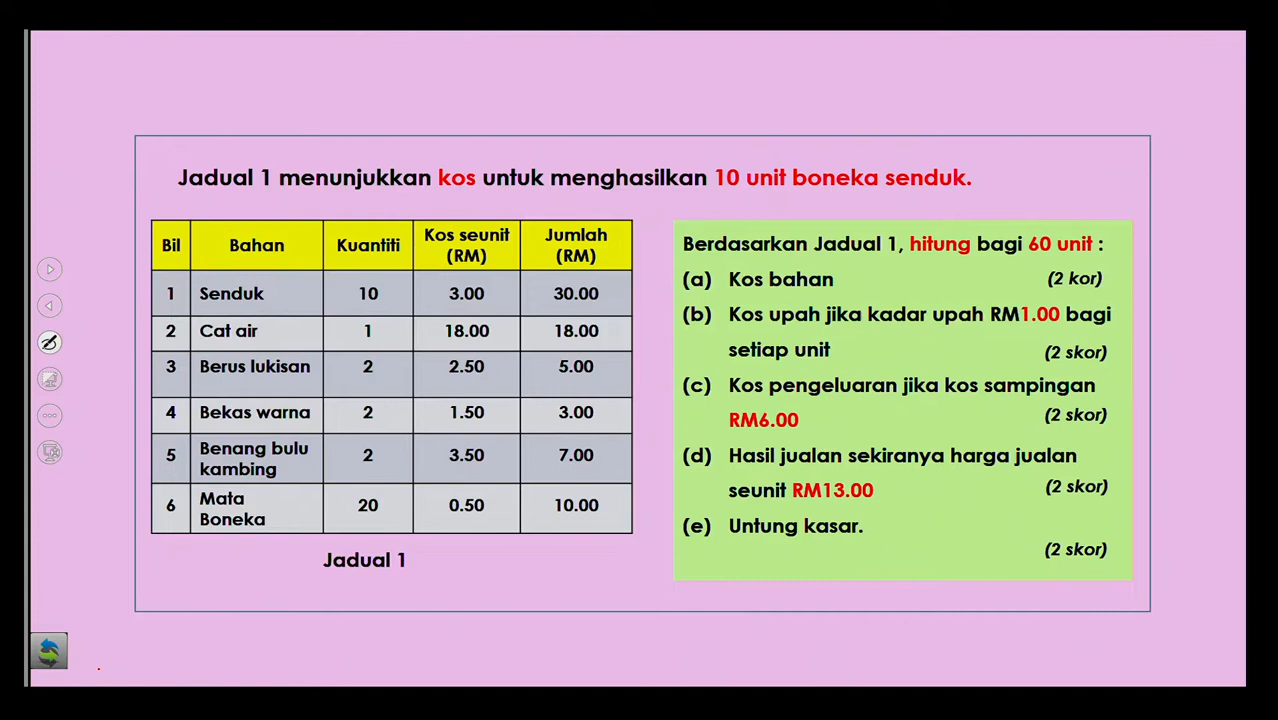 Jadual 1 menunjukkan kos untuk menghasilkan 10 unit boneka senduk.
Bil Bahan Kuantiti Kos seunit (RM) Jumlah (RM)
1 Senduk 10 3.00 30.00
2 Cat air 1 18.00 18.00
3 Berus lukisan 2 2.50 5.00
4 Bekas warna 2 1.50 3.00
5 Benang bulu kambing 2 3.50 7.00
6 Mata Boneka 20 0.50 10.00
Jadual 1
Berdasarkan Jadual 1, hitung bagi 60 unit :
(a) Kos bahan (2 kor)
(b) Kos upah jika kadar upah RM1.00 bagi
setiap unit (2 skor)
(c) Kos pengeluaran jika kos sampingan
RM6.00 (2 skor)
(d) Hasil jualan sekiranya harga jualan
seunit RM13.00 (2 skor)
(e) Untung kasar.
(2 skor)